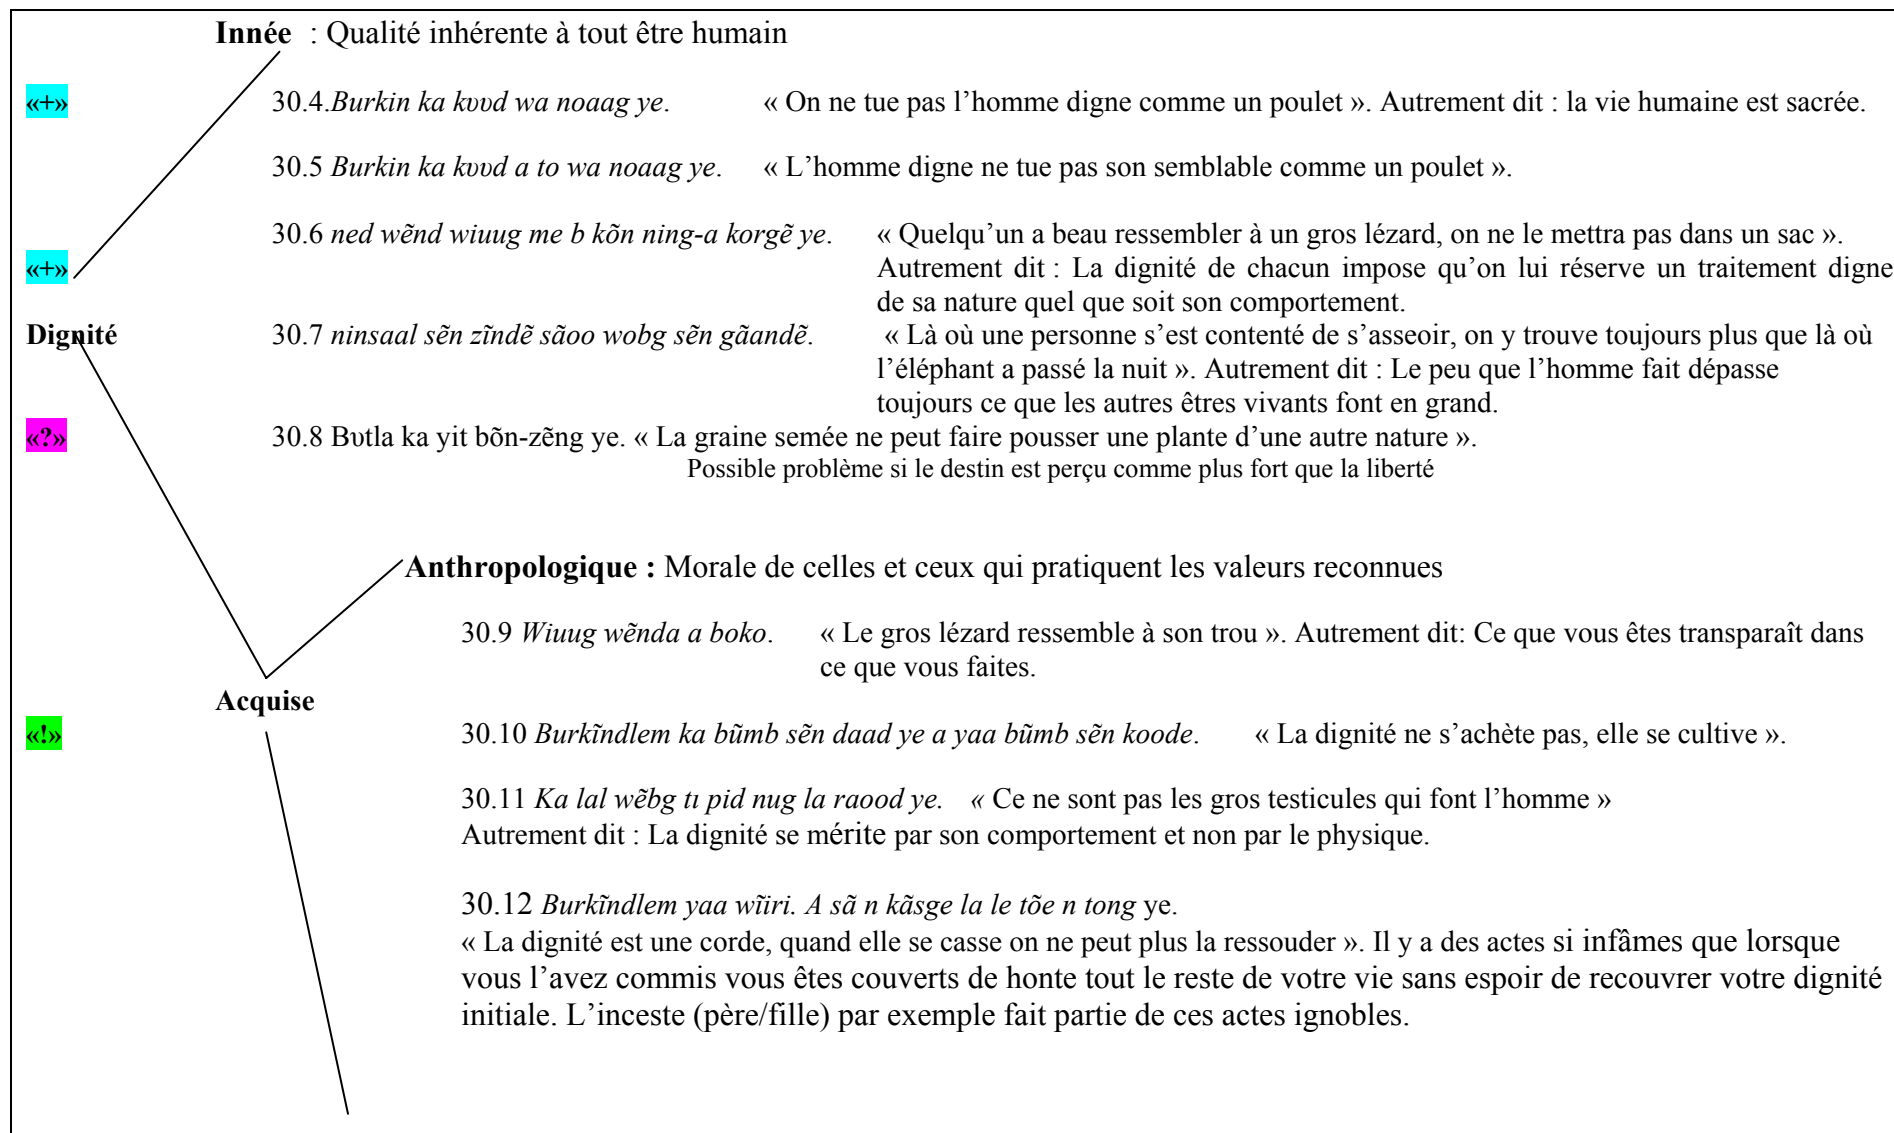 Innée : Qualité inhérente à tout être humain
«+» 30.4.Burkin ka kʋʋd wa noaag ye. « On ne tue pas l’homme digne comme un poulet ». Autrement dit : la vie humaine est sacrée.
30.5 Burkin ka kʋʋd a to wa noaag ye. « L’homme digne ne tue pas son semblable comme un poulet ».
30.6 ned wẽnd wiuug me b kõn ning-a korgẽ ye. « Quelqu’un a beau ressembler à un gros lézard, on ne le mettra pas dans un sac ».
«+» Autrement dit : La dignité de chacun impose qu’on lui réserve un traitement digne
de sa nature quel que soit son comportement.
Dignité 30.7 ninsaal sẽn zĩndẽ sãoo wobg sẽn gãandẽ. « Là où une personne s’est contenté de s’asseoir, on y trouve toujours plus que là où
l’éléphant a passé la nuit ». Autrement dit : Le peu que l’homme fait dépasse
toujours ce que les autres êtres vivants font en grand.
«?» 30.8 Bʋtla ka yit bõn-zẽng ye. « La graine semée ne peut faire pousser une plante d’une autre nature ».
Possible problème si le destin est perçu comme plus fort que la liberté
Anthropologique : Morale de celles et ceux qui pratiquent les valeurs reconnues
30.9 Wiuug wẽnda a boko. « Le gros lézard ressemble à son trou ». Autrement dit: Ce que vous êtes transparaît dans
ce que vous faites.
Acquise
«!» 30.10 Burkĩndlem ka bũmb sẽn daad ye a yaa bũmb sẽn koode. « La dignité ne s’achète pas, elle se cultive ».
30.11 Ka lal wẽbg tɩ pid nug la raood ye. « Ce ne sont pas les gros testicules qui font l’homme »
Autrement dit : La dignité se mérite par son comportement et non par le physique.
30.12 Burkĩndlem yaa wĩiri. A sã n kãsge la le tõe n tong ye.
« La dignité est une corde, quand elle se casse on ne peut plus la ressouder ». Il y a des actes si infâmes que lorsque
vous l’avez commis vous êtes couverts de honte tout le reste de votre vie sans espoir de recouvrer votre dignité
initiale. L’inceste (père/fille) par exemple fait partie de ces actes ignobles.